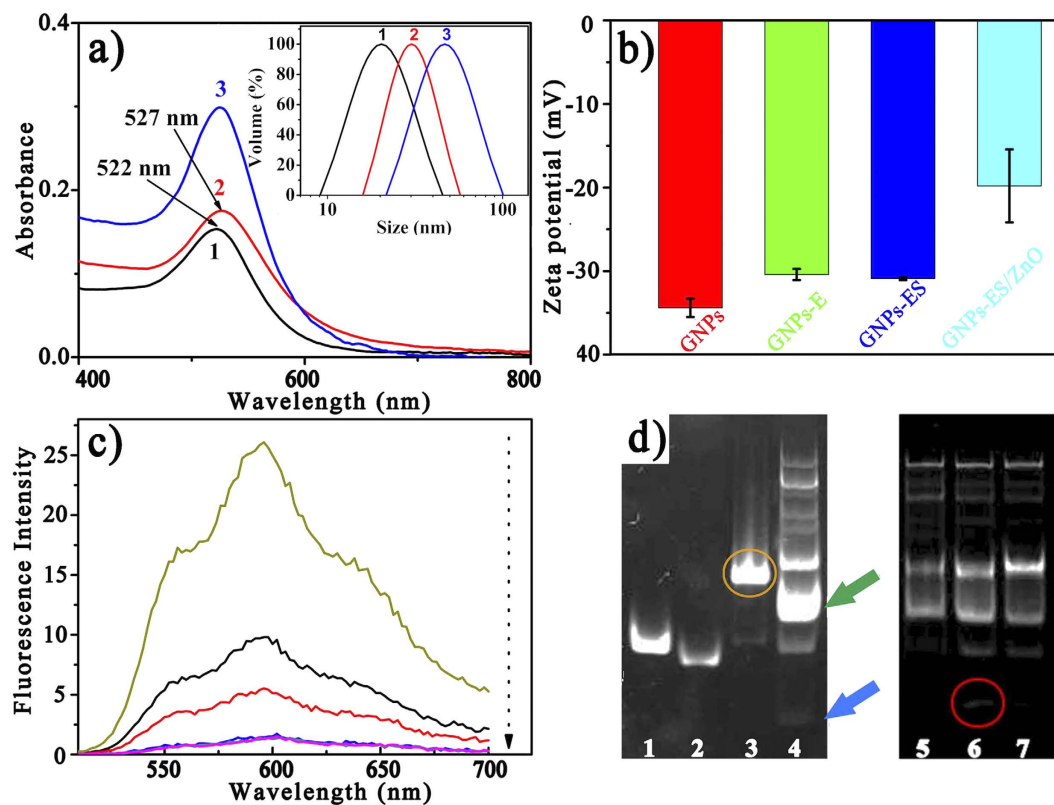 a)
0.4
0.2
0.0
Absorbance
400
600
800
Wavelength (nm)
3
527 nm
522 nm
2
1
1
2
3
100
80
60
40
20
0
Volume (%)
10
100
Size (nm)
b)
0
-10
-20
-30
40
Zeta potential (mV)
GNPs
GNPs-E
GNPs-ES
GNPs-ES/ZnO
c)
25
20
15
10
5
0
Fluorescence Intensity
550
600
650
700
Wavelength (nm)
d)
1 2 3 4
5 6 7